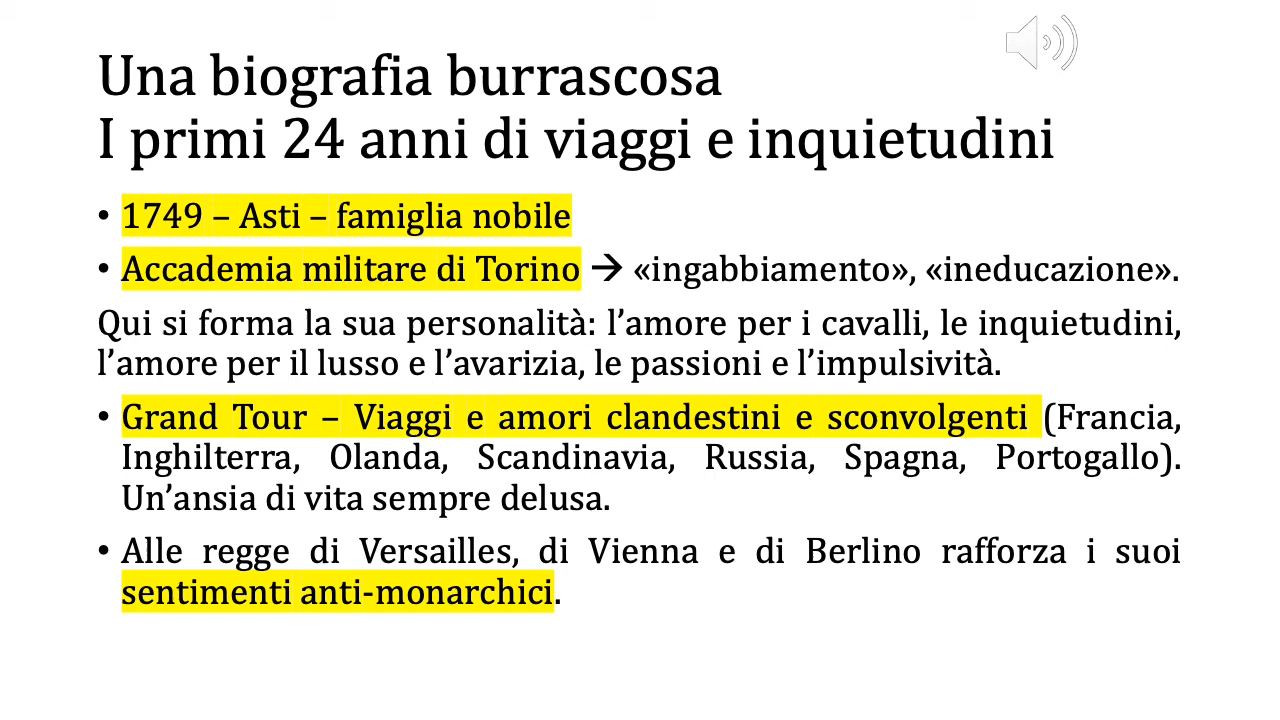 Una biografia burrascosa
I primi 24 anni di viaggi e inquietudini
• 1749 – Asti – famiglia nobile
• Accademia militare di Torino → «ingabbiamento», «ineducazione».
Qui si forma la sua personalità: l’amore per i cavalli, le inquietudini,
l’amore per il lusso e l’avarizia, le passioni e l’impulsività.
• Grand Tour – Viaggi e amori clandestini e sconvolgenti (Francia,
Inghilterra, Olanda, Scandinavia, Russia, Spagna, Portogallo).
Un’ansia di vita sempre delusa.
• Alle regge di Versailles, di Vienna e di Berlino rafforza i suoi
sentimenti anti-monarchici.